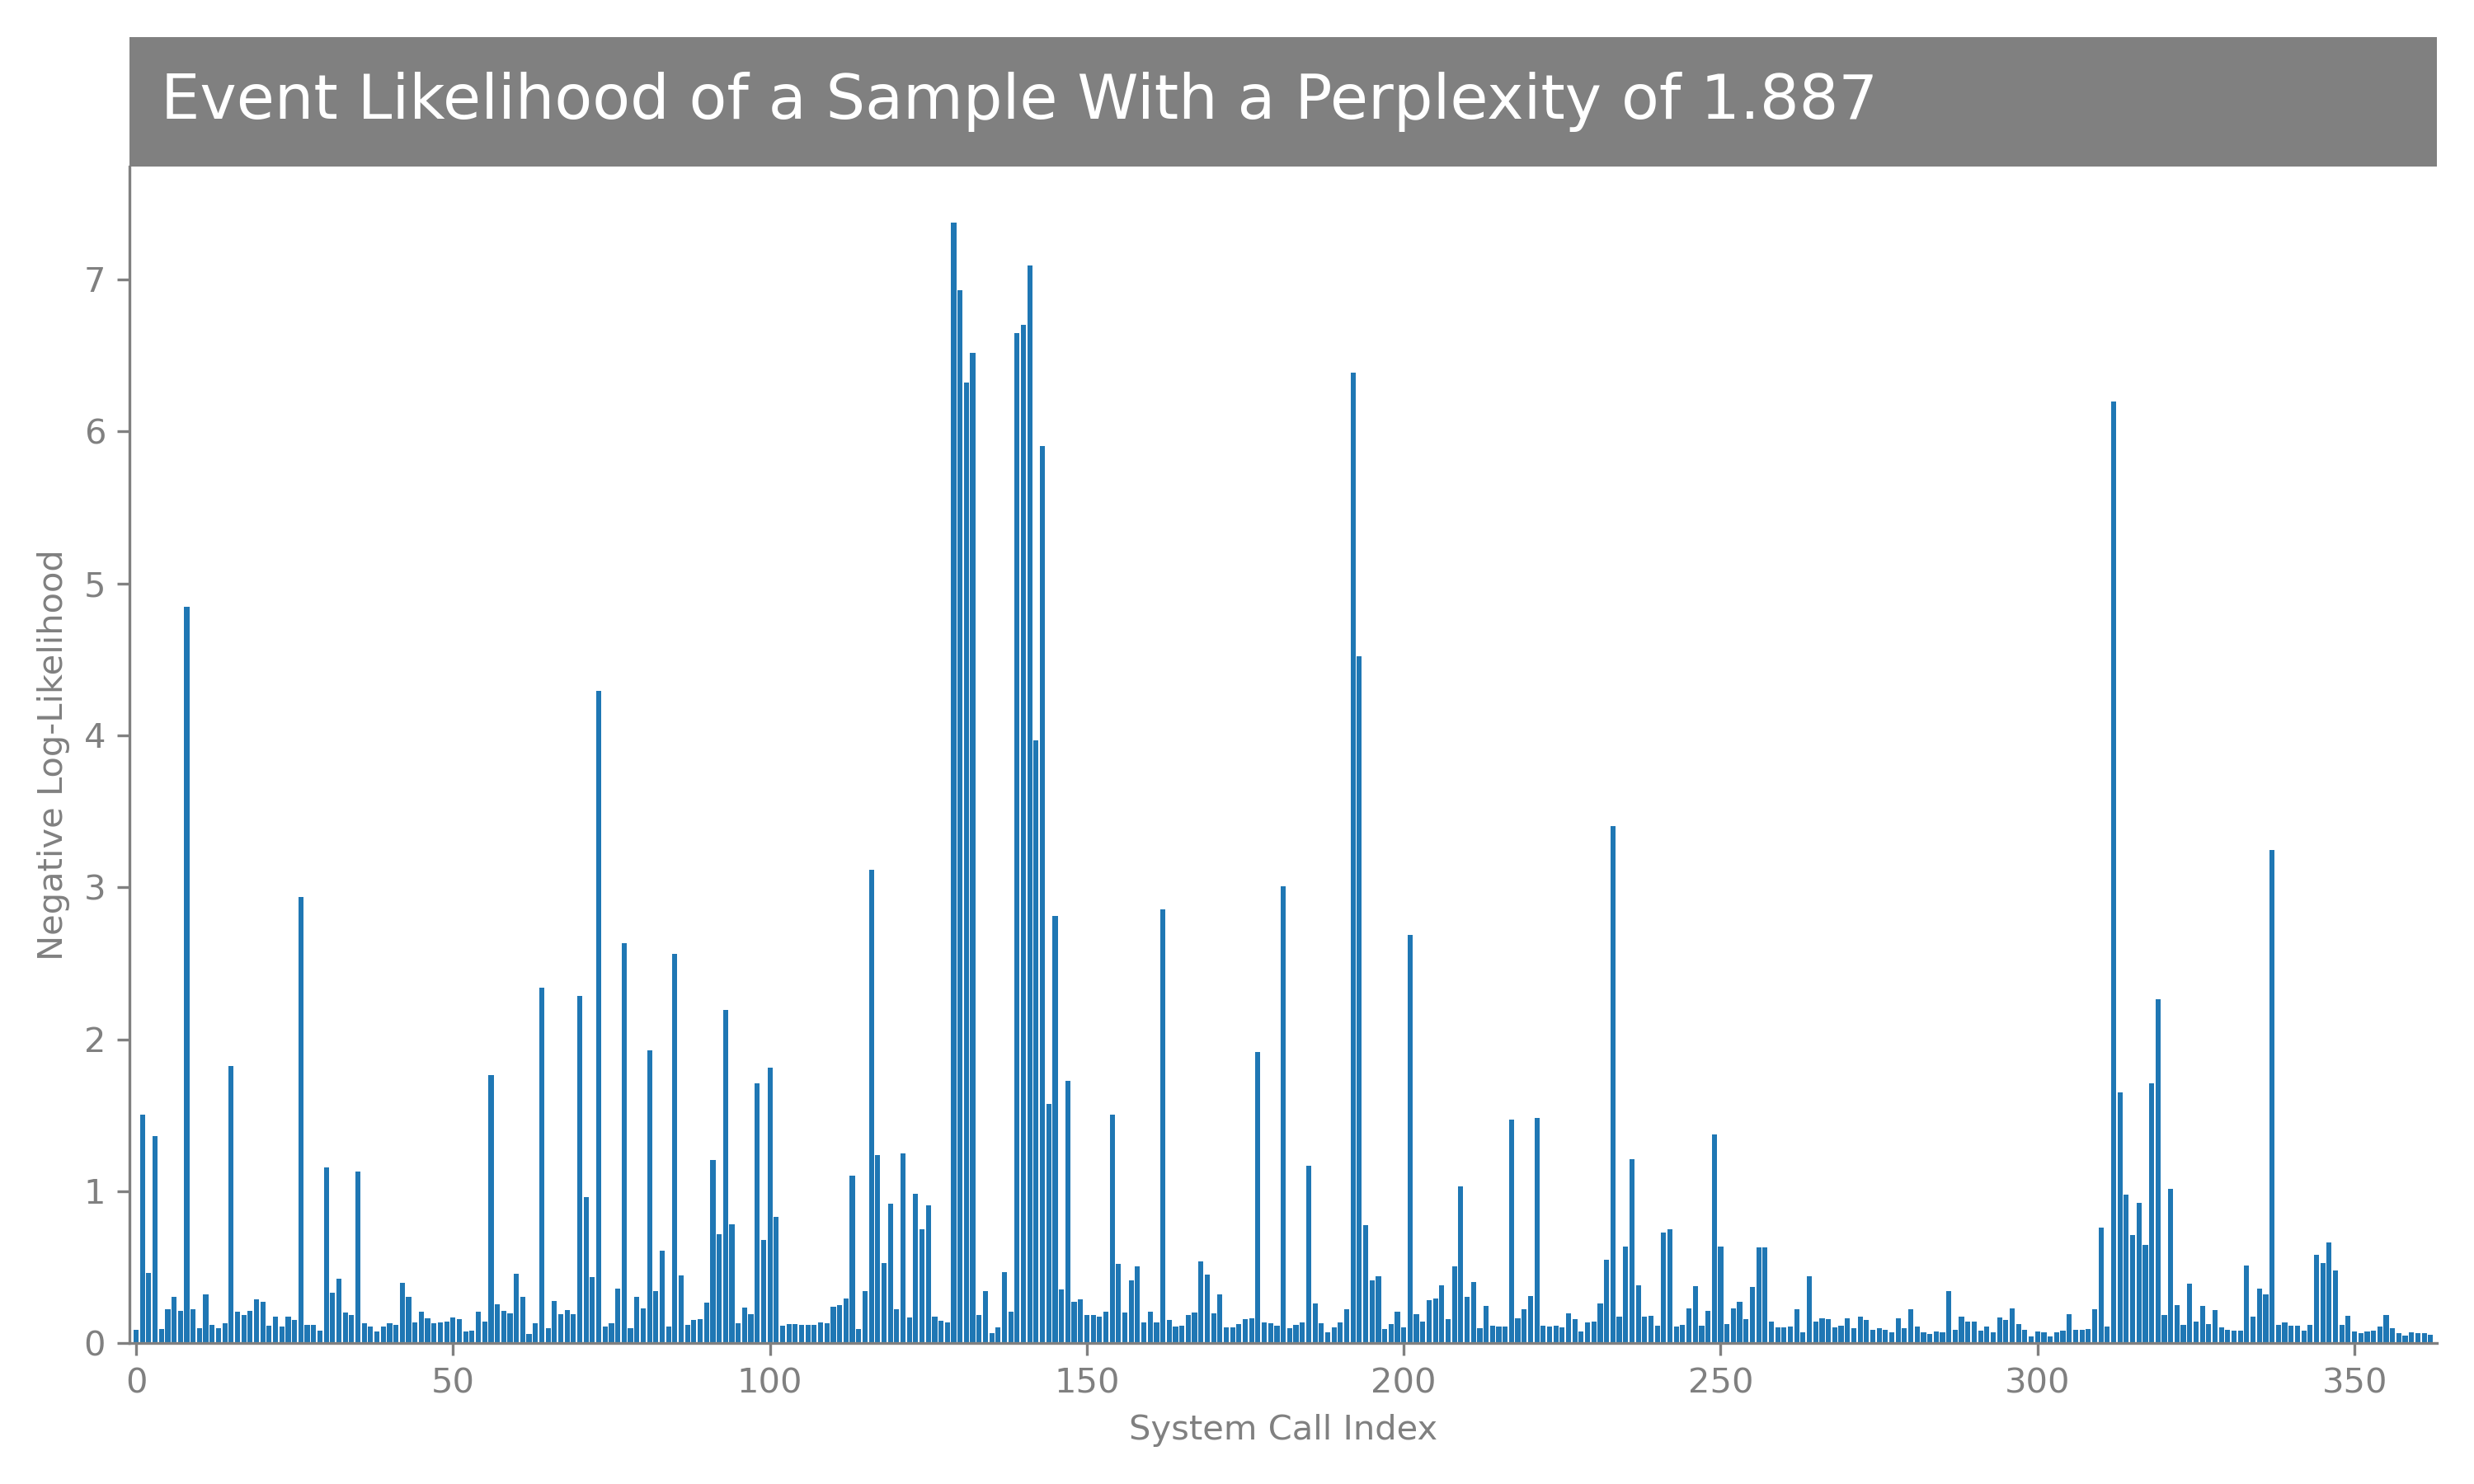 Event Likelihood of a Sample With a Perplexity of 1.887
Negative Log-Likelihood
7
6
5
4
3
2
1
0
0 50 100 150 200 250 300 350
System Call Index